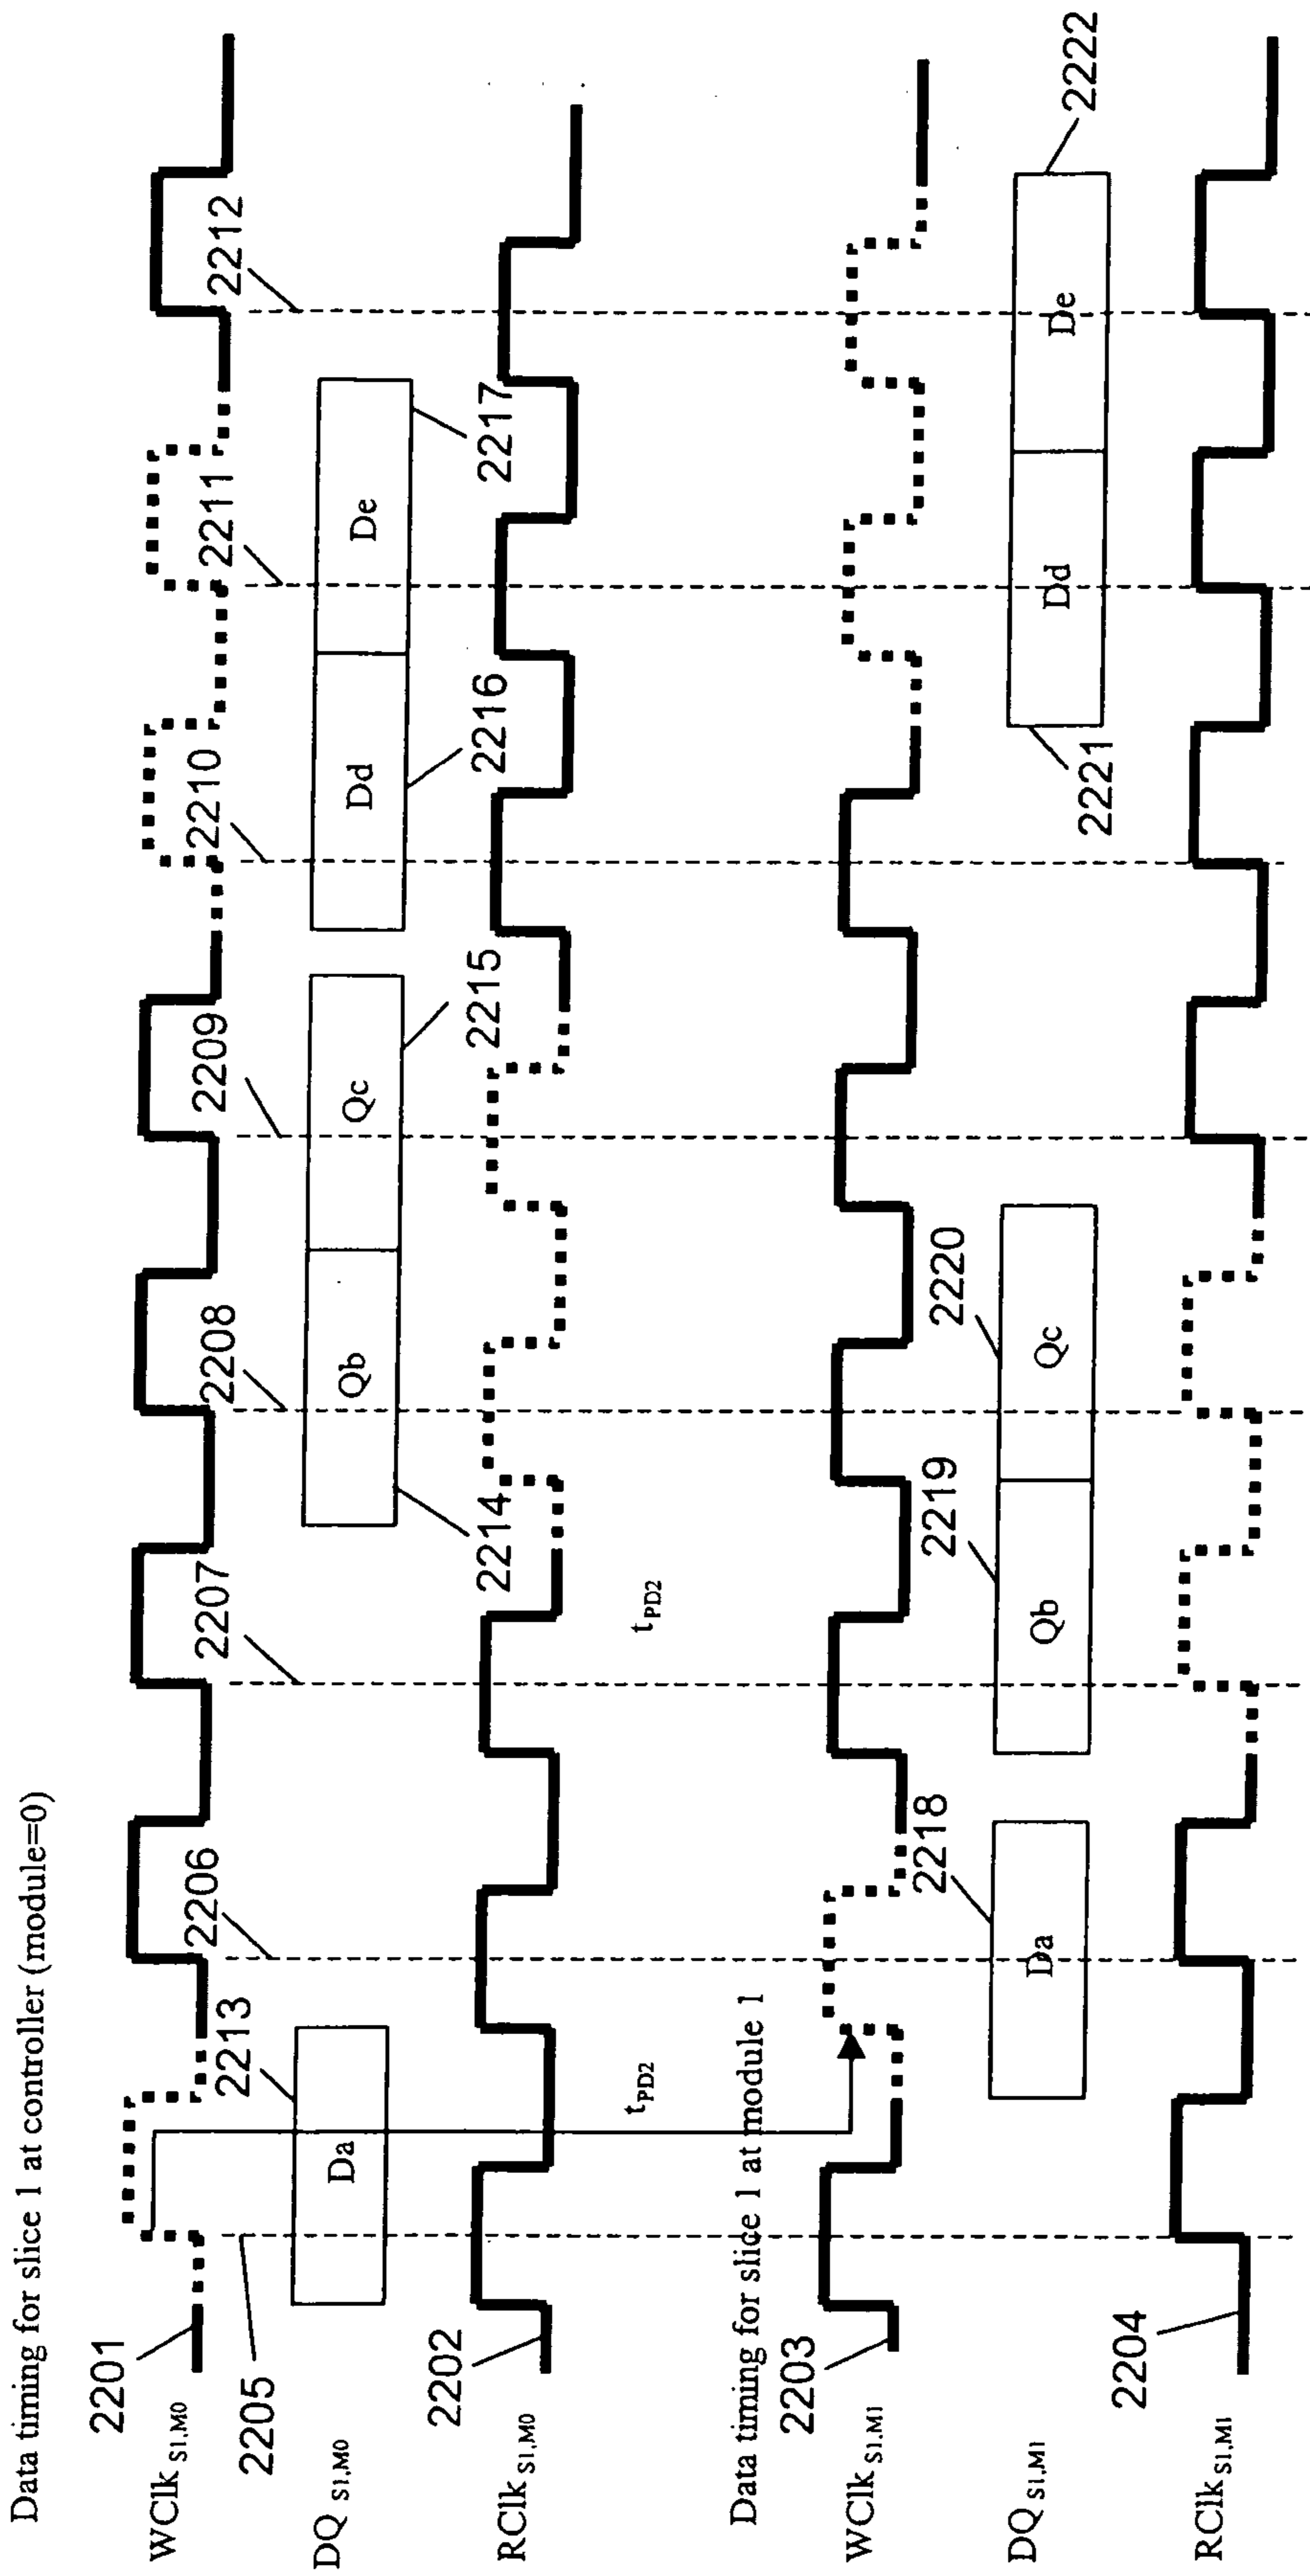 Data timing for slice 1 at controller (module=0)
2201
WClk S1,M0
2205
2206
2207
2208
2209
2210
2211
2212
DQ S1,M0
2213
Da
Qb
Qc
Dd
De
2214
2215
2216
2217
2202
RClk S1,M0
tPD2
tPD2
Data timing for slice 1 at module 1
2203
WClk S1,M1
2218
2219
2220
DQ S1,M1
Da
Qb
Qc
Dd
De
2221
2222
2204
RClk S1,M1